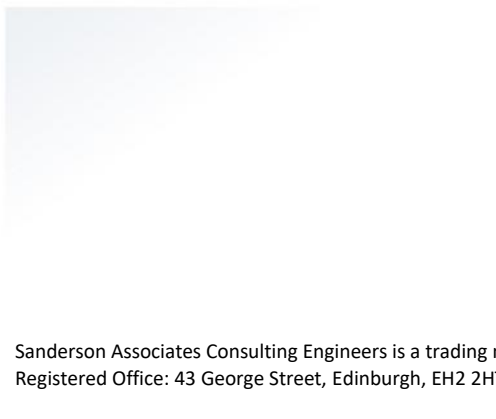 Sanderson Associates Consulting Engineers is a trading
Registered Office: 43 George Street, Edinburgh, EH2